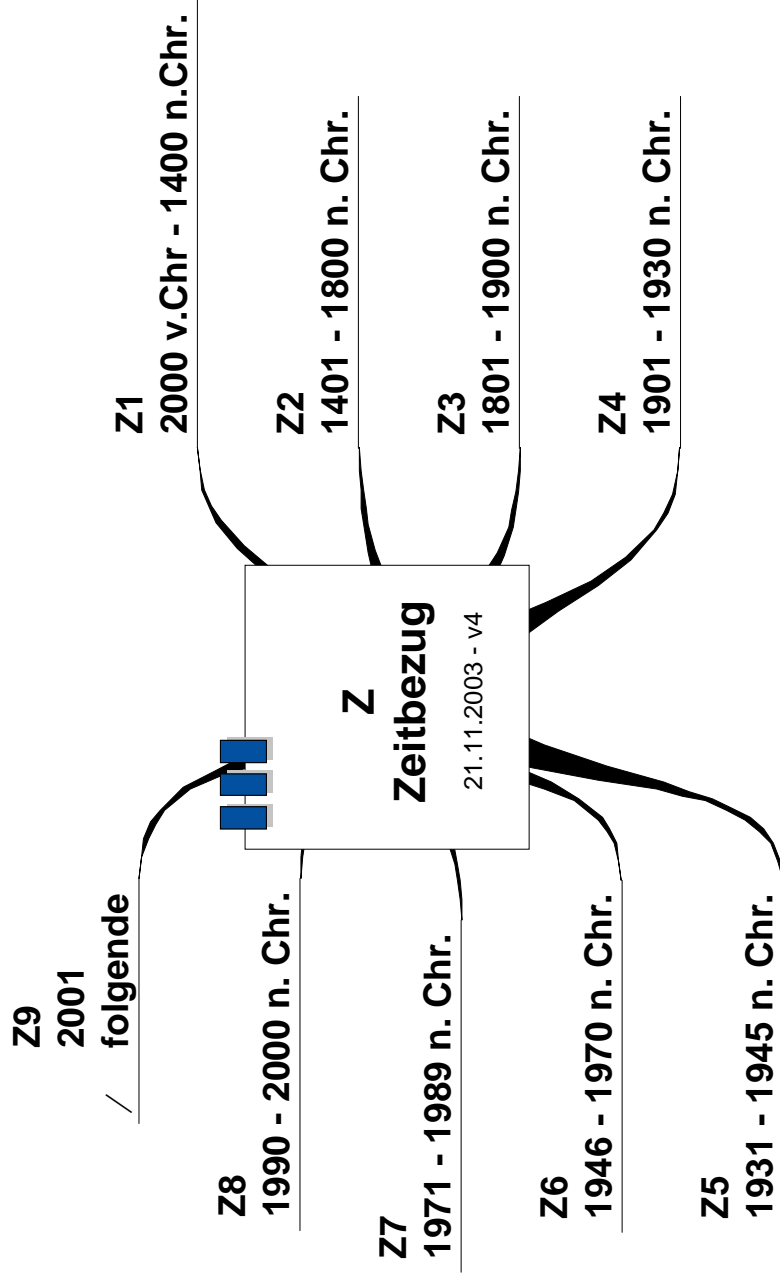 Z
Zeitbezug
21.11.2003 - v4
Z1
2000 v.Chr - 1400 n.Chr.
Z2
1401 - 1800 n. Chr.
Z3
1801 - 1900 n. Chr.
Z4
1901 - 1930 n. Chr.
Z5
1931 - 1945 n. Chr.
Z6
1946 - 1970 n. Chr.
Z7
1971 - 1989 n. Chr.
Z8
1990 - 2000 n. Chr.
Z9
2001
folgende
/